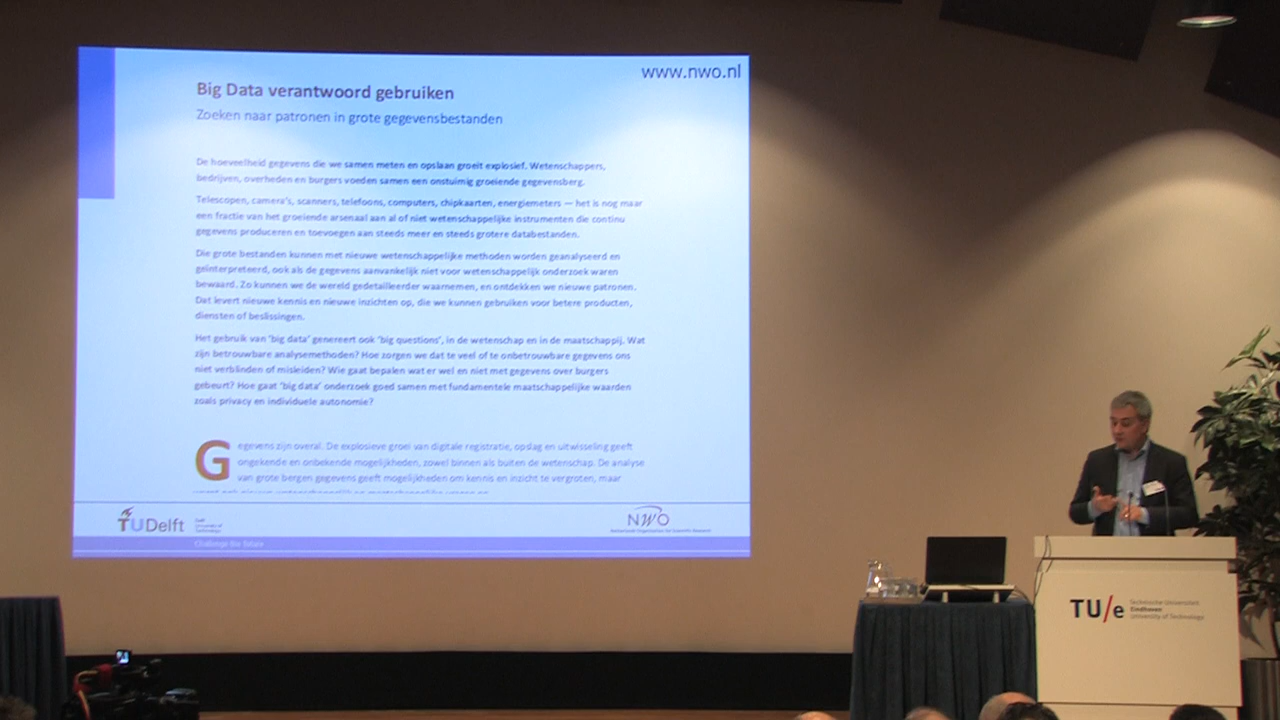 www.nwo.nl
Big Data verantwoord gebruiken
Zoeken naar patronen in grote gegevensbestanden
De hoeveelheid gegevens die we samen meten en opslaan groeit explosief. Wetenschappers,
bedrijven, overheden en burgers voeden samen een onstuimig groeiende gegevensberg.
Telescopen, camera's, scanners, telefoons, computers, chipkaarten, energiemeters — het is nog maar
een fractie van het groeiende arsenaal aan al of niet wetenschappelijke instrumenten die continu
gegevens produceren en toevoegen aan steeds meer en steeds grotere databestanden.
Die grote bestanden kunnen met nieuwe wetenschappelijke methoden worden geanalyseerd en
geïnterpreteerd, ook als de gegevens aanvankelijk niet voor wetenschappelijk onderzoek waren
bewaard. Zo kunnen we de wereld gedetailleerder waarnemen, en ontdekken we nieuwe patronen.
Dat levert nieuwe kennis en nieuwe inzichten op, die we kunnen gebruiken voor betere producten,
diensten of beslissingen.
Het gebruik van 'big data' genereert ook 'big questions', in de wetenschap en in de maatschappij. Wat
zijn betrouwbare analysemethoden? Hoe zorgen we dat te veel of te onbetrouwbare gegevens ons
niet verblinden of misleiden? Wie gaat bepalen wat er wel en niet met gegevens over burgers
gebeurt? Hoe gaat 'big data' onderzoek goed samen met fundamentele maatschappelijke waarden
zoals privacy en individuele autonomie?
Gegevens zijn overal. De explosieve groei van digitale registratie, opslag en uitwisseling geeft
ongekende en onbekende mogelijkheden, zowel binnen als buiten de wetenschap. De analyse
van grote bergen gegevens geeft mogelijkheden om kennis en inzicht te vergroten, maar
TUDelft
Delft
University of
Technology
NWO
Netherlands Organisation for Scientific Research
Challenge the future
TU/e
Technische Universiteit
Eindhoven
University of Technology